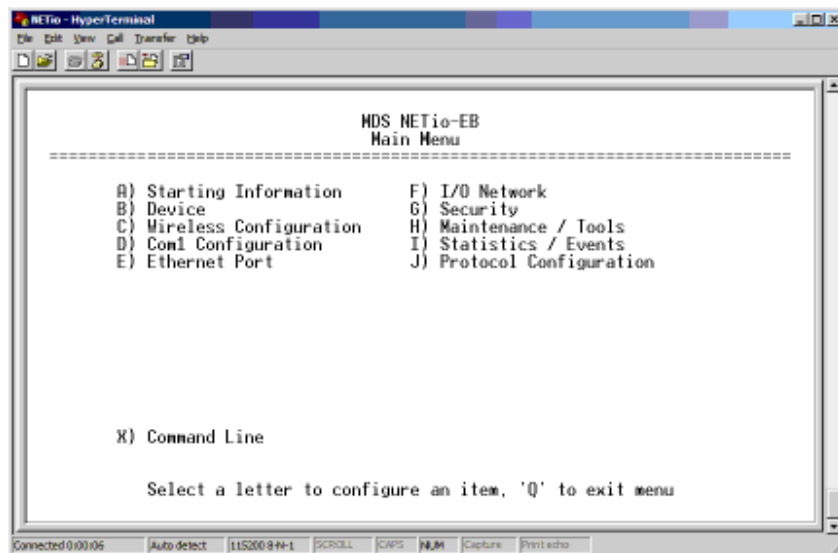 NETio - HyperTerminal
File Edit View Call Transfer Help
MDS NETio-EB
Main Menu
==========================================================================
A) Starting Information F) I/O Network
B) Device G) Security
C) Wireless Configuration H) Maintenance / Tools
D) Com1 Configuration I) Statistics / Events
E) Ethernet Port J) Protocol Configuration
X) Command Line
Select a letter to configure an item, 'Q' to exit menu
Connected 0:00:06 Auto detect 115200 8-N-1 SCROLL CAPS NUM Capture Print echo